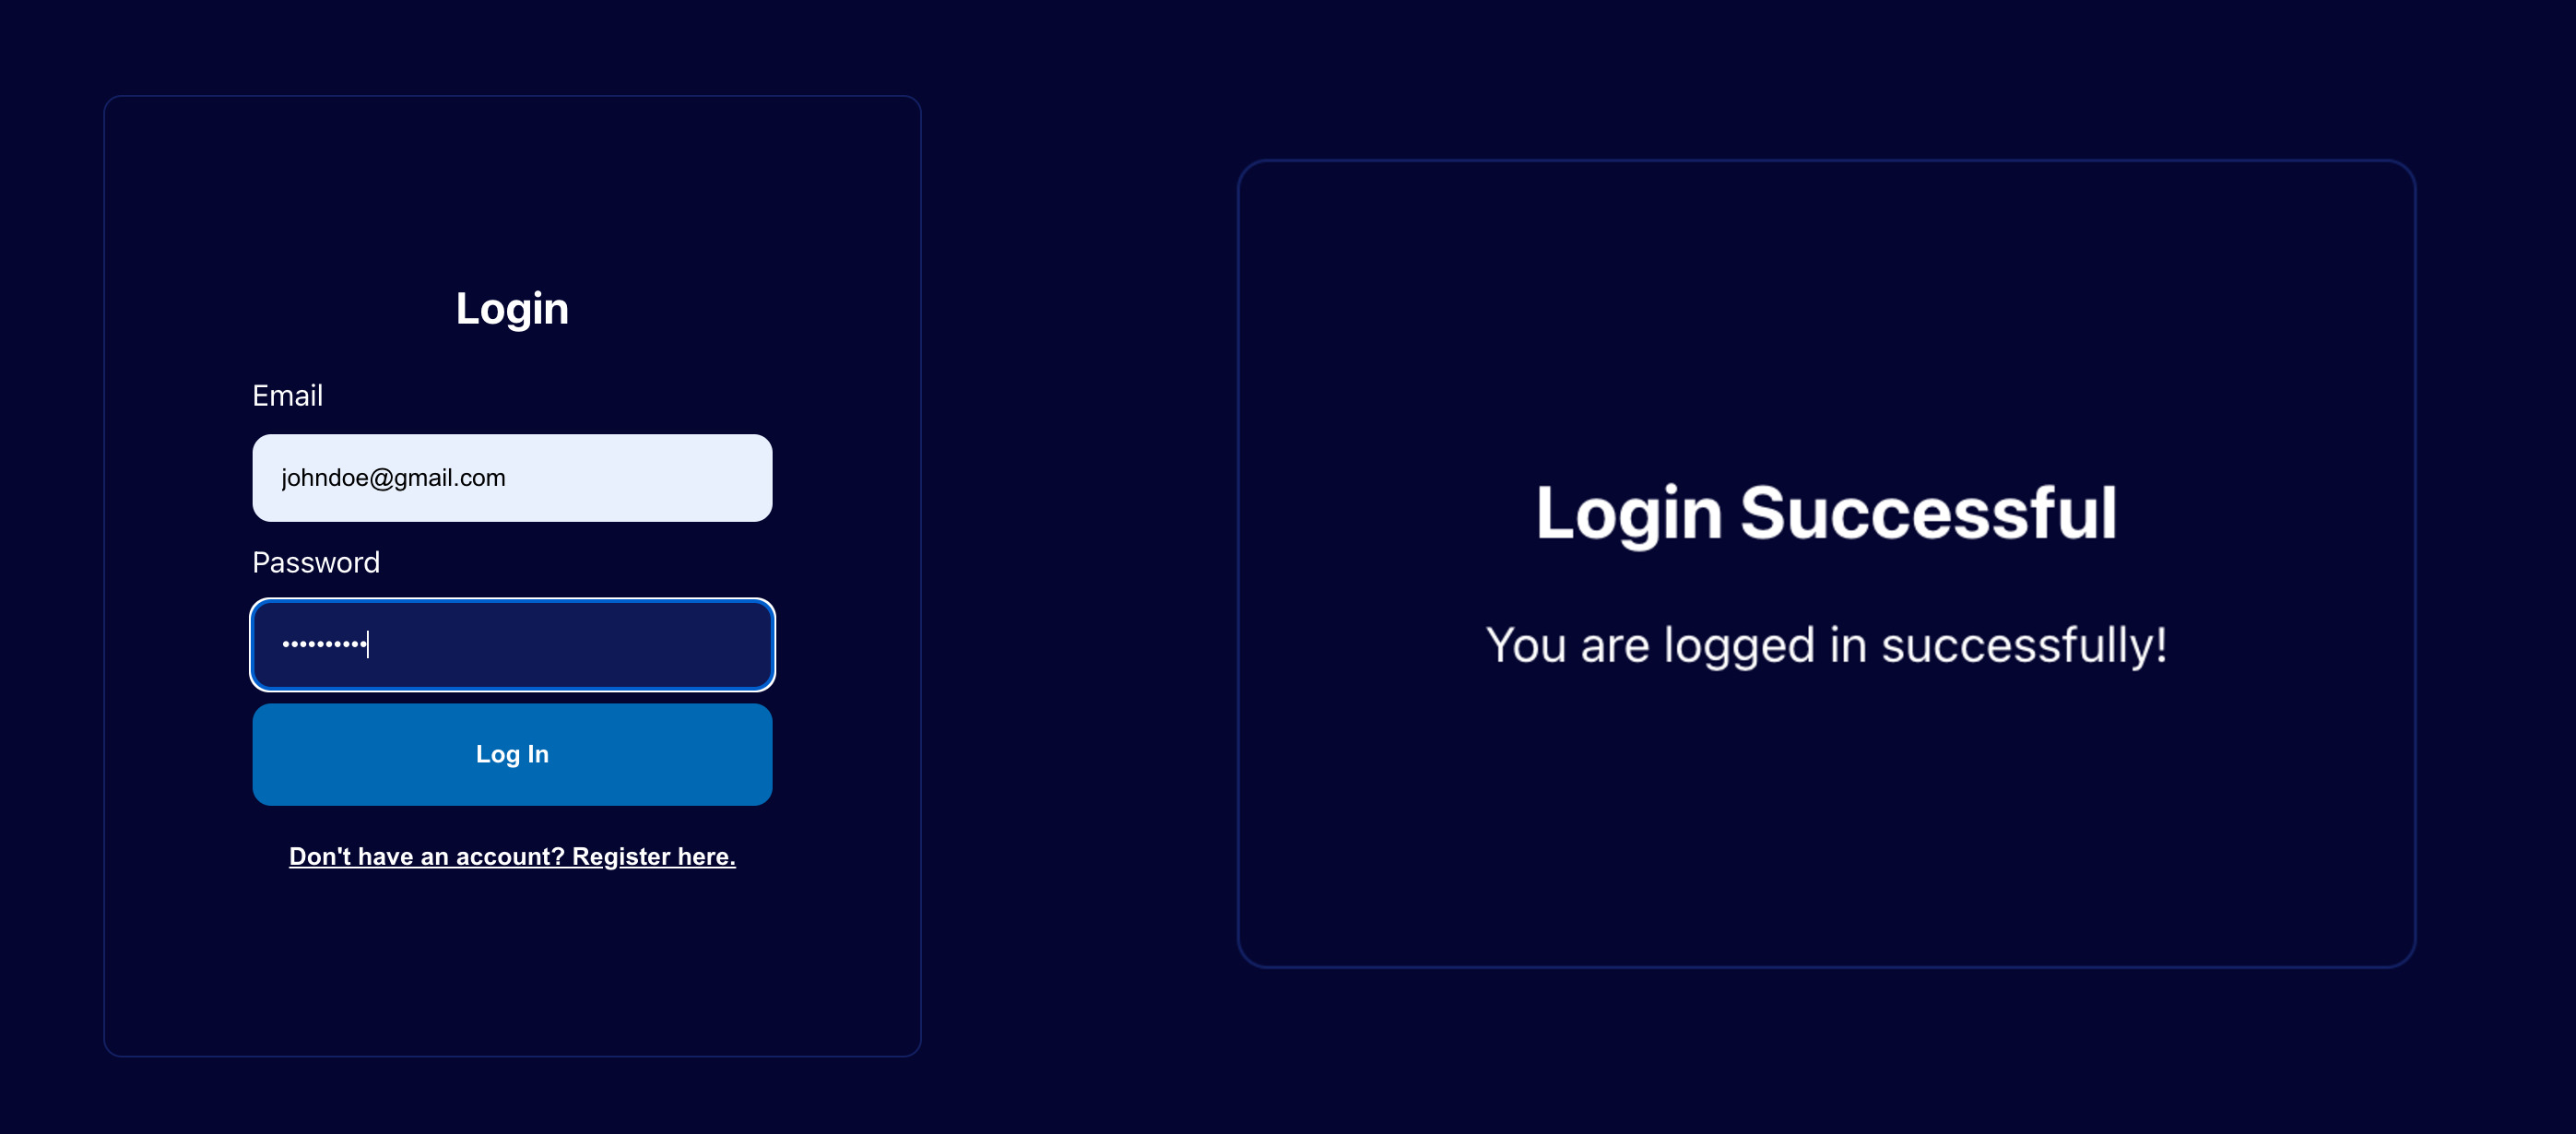 Login
Email
johndoe@gmail.com
Password
••••••••••
Log In
Don't have an account? Register here.
Login Successful
You are logged in successfully!